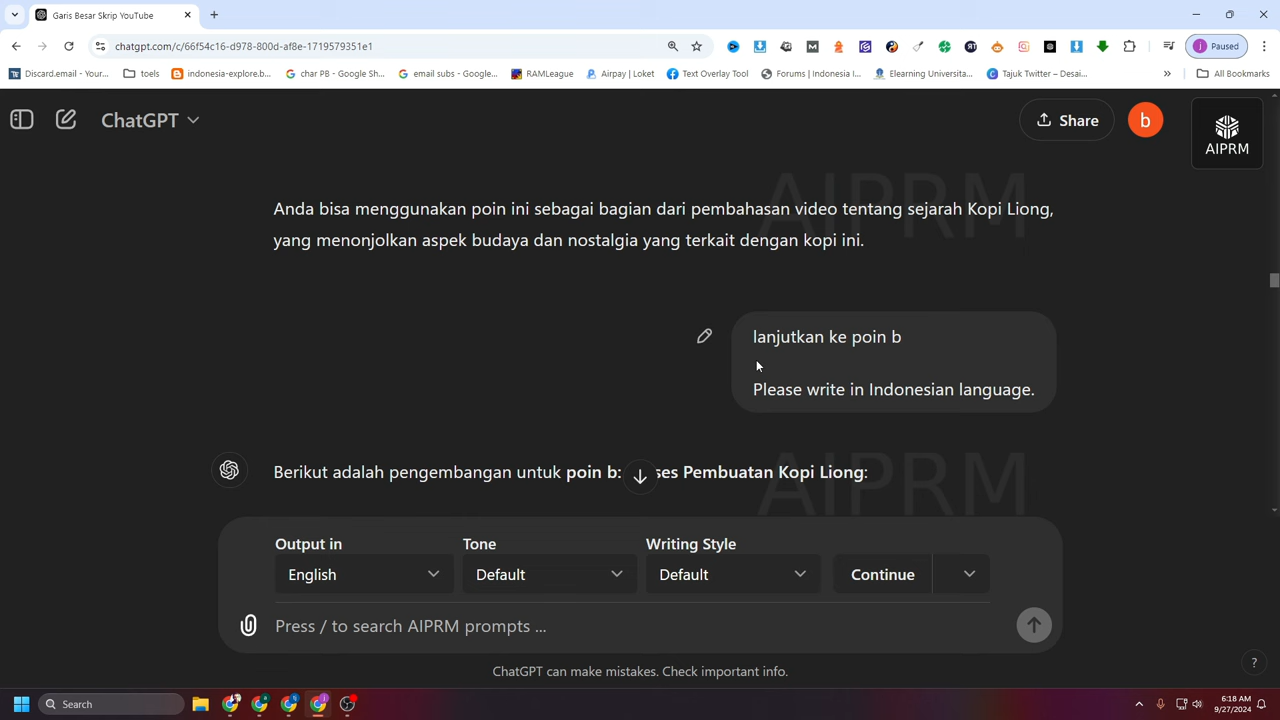 Garis Besar Skrip YouTube
chatgpt.com/c/66f54c16-d978-800d-af8e-1719579351e1
Paused
Discard.email - Your...
toels
indonesia-explore.b...
char PB - Google Sh...
email subs - Google...
RAMLeague
Airpay | Loket
Text Overlay Tool
Forums | Indonesia I...
Elearning Universita...
Tajuk Twitter – Desai...
»
All Bookmarks
ChatGPT
Share
b
AIPRM
AIPRM
Anda bisa menggunakan poin ini sebagai bagian dari pembahasan video tentang sejarah Kopi Liong,
yang menonjolkan aspek budaya dan nostalgia yang terkait dengan kopi ini.
lanjutkan ke poin b
Please write in Indonesian language.
AIPRM
Berikut adalah pengembangan untuk poin b: ses Pembuatan Kopi Liong:
Output in
Tone
Writing Style
English
Default
Default
Continue
Press / to search AIPRM prompts ...
ChatGPT can make mistakes. Check important info.
?
Search
6:18 AM
9/27/2024